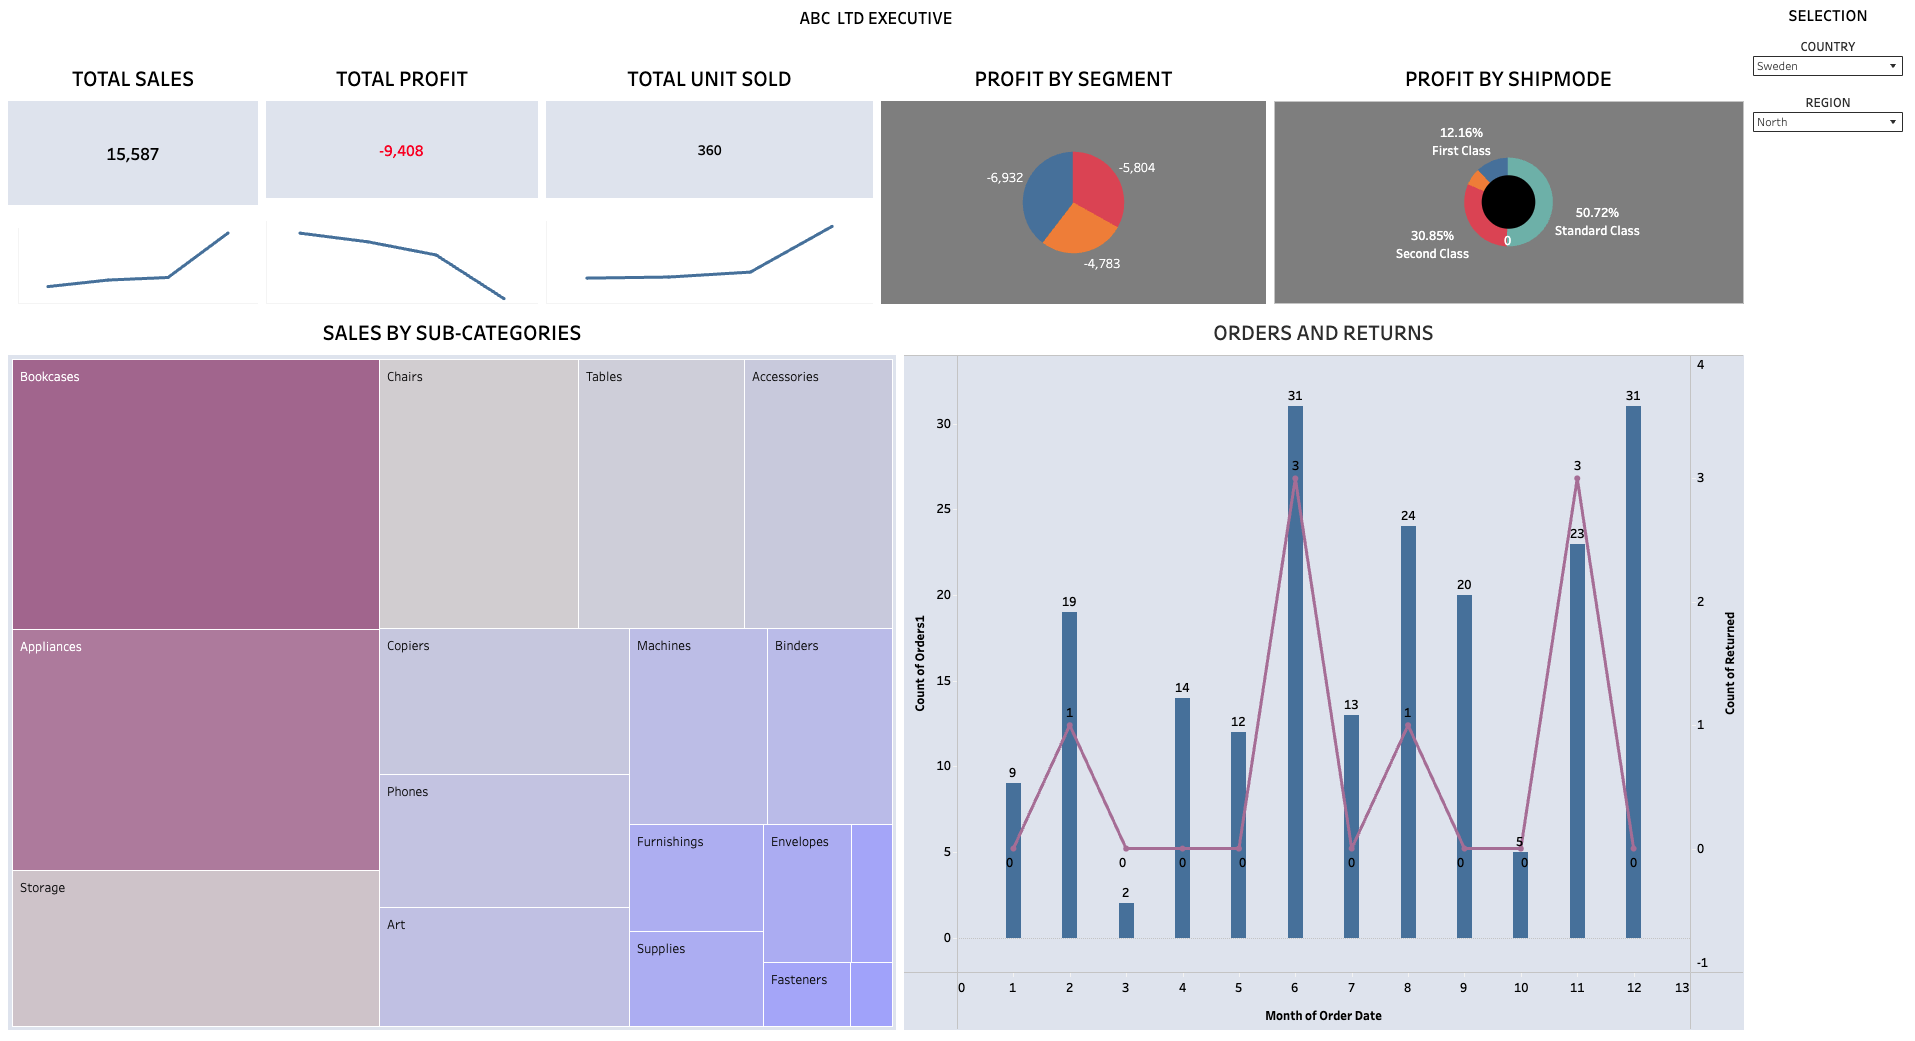 ABC  LTD EXECUTIVE
SELECTION
COUNTRY
Sweden
REGION
North
TOTAL SALES
15,587
TOTAL PROFIT
-9,408
TOTAL UNIT SOLD
360
PROFIT BY SEGMENT
-6,932
-5,804
-4,783
PROFIT BY SHIPMODE
12.16%
First Class
50.72%
Standard Class
30.85%
Second Class
0
SALES BY SUB-CATEGORIES
Bookcases
Chairs
Tables
Accessories
Appliances
Copiers
Machines
Binders
Phones
Furnishings
Envelopes
Storage
Art
Supplies
Fasteners
ORDERS AND RETURNS
Count of Orders1
30
25
20
15
10
5
0
9
19
2
14
12
31
13
24
20
5
23
31
0
1
0
0
0
3
0
1
0
0
3
0
4
3
2
1
0
-1
Count of Returned
0 1 2 3 4 5 6 7 8 9 10 11 12 13
Month of Order Date